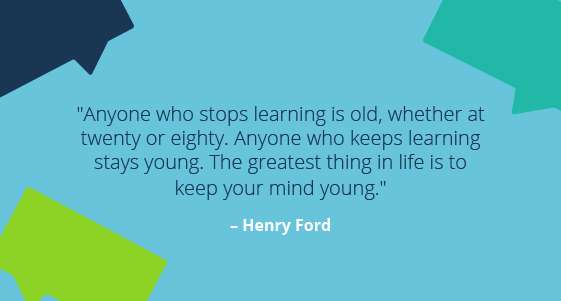 "Anyone who stops learning is old, whether at
twenty or eighty. Anyone who keeps learning
stays young. The greatest thing in life is to
keep your mind young."
– Henry Ford